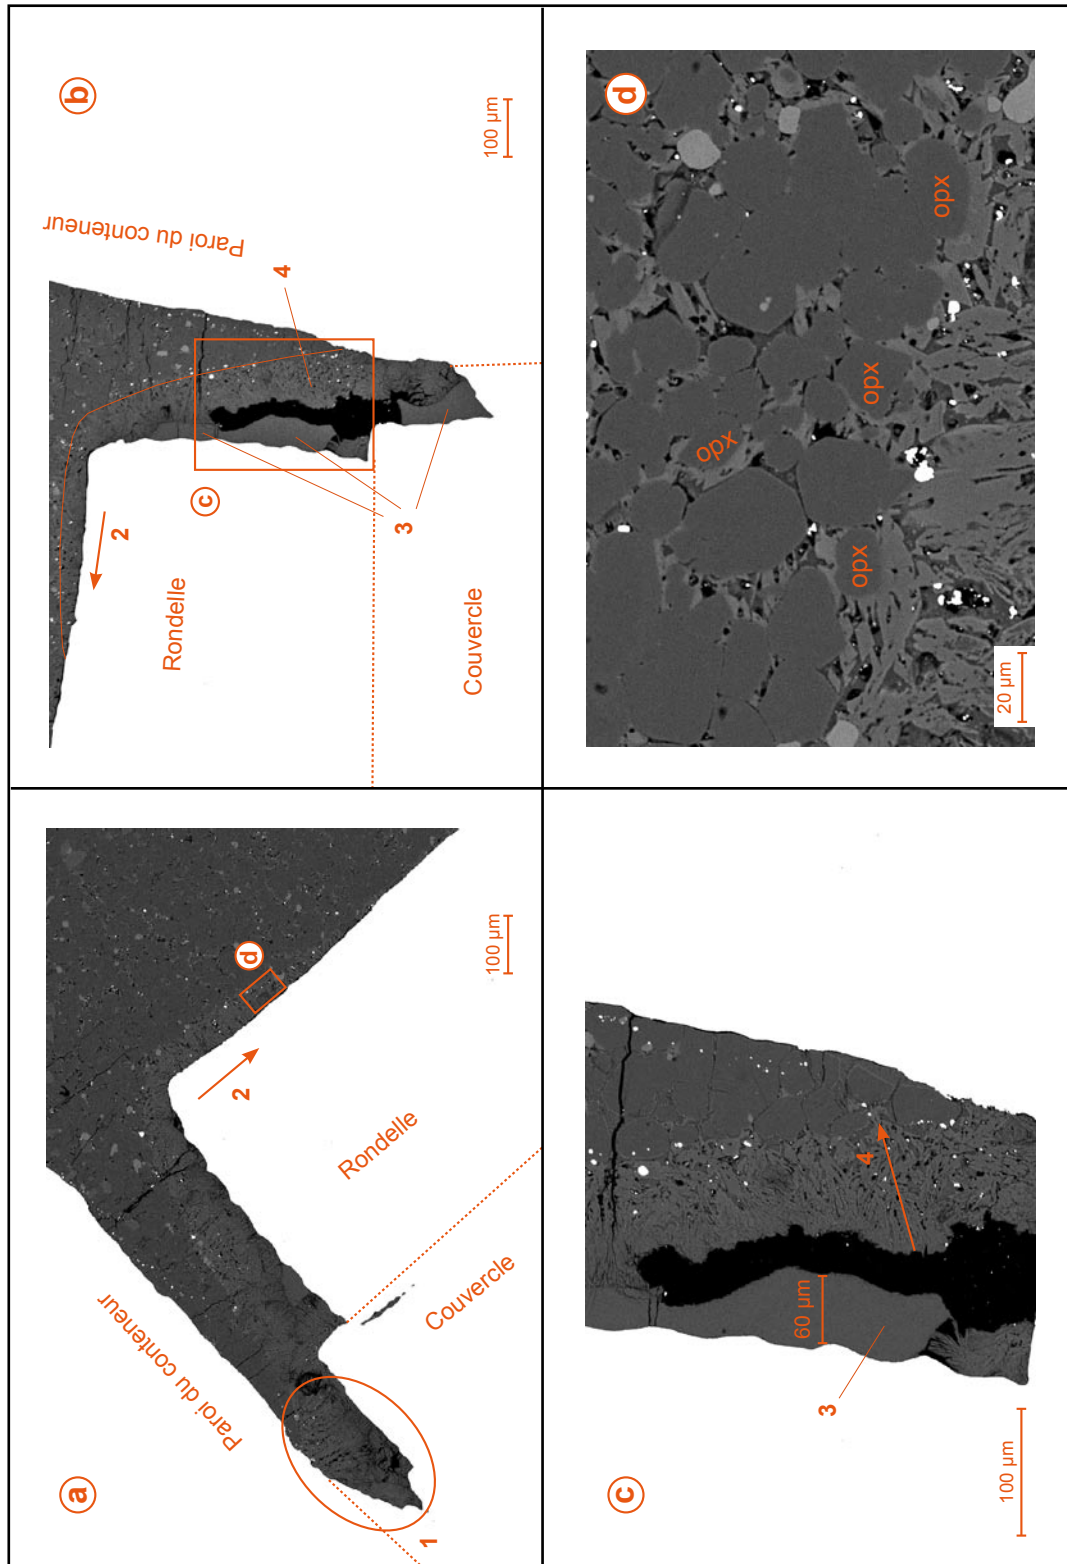 a
Paroi du conteneur
1
2
d
Rondelle
Couvercle
100 µm
b
Paroi du conteneur
4
2
c
3
Rondelle
Couvercle
100 µm
c
3
60 µm
4
100 µm
d
opx
opx
opx
opx
20 µm